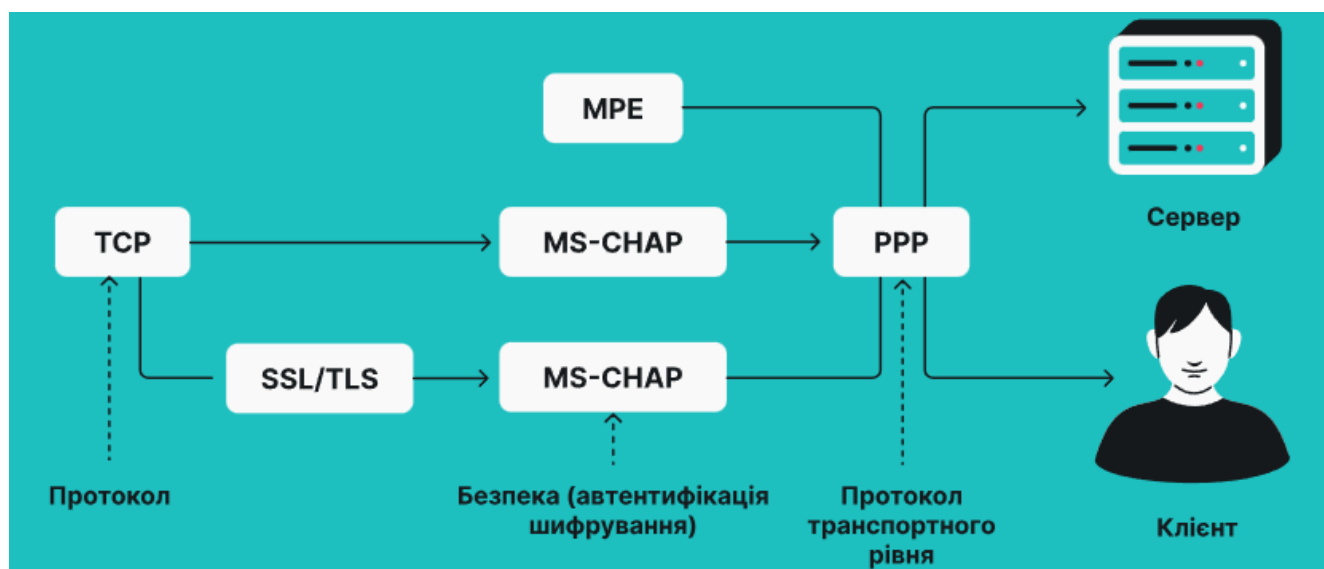 MPE
Сервер
TCP
MS-CHAP
PPP
SSL/TLS
MS-CHAP
Протокол
Безпека (автентифікація
шифрування)
Протокол
транспортного
рівня
Клієнт